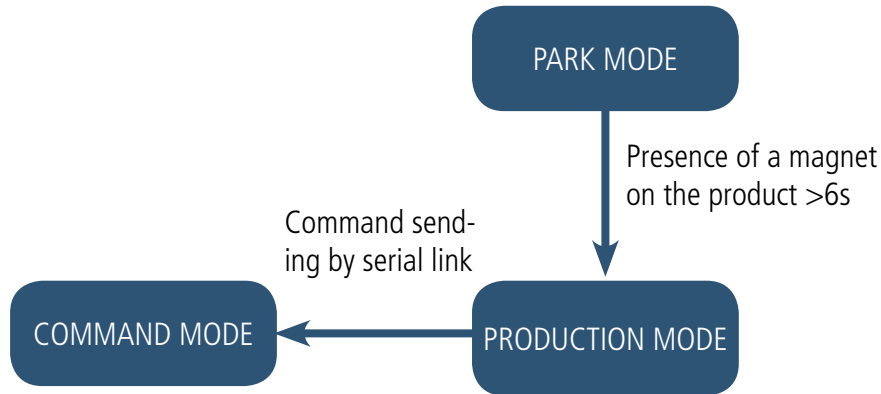 PARK MODE
Presence of a magnet
on the product >6s
Command send-
ing by serial link
COMMAND MODE
PRODUCTION MODE